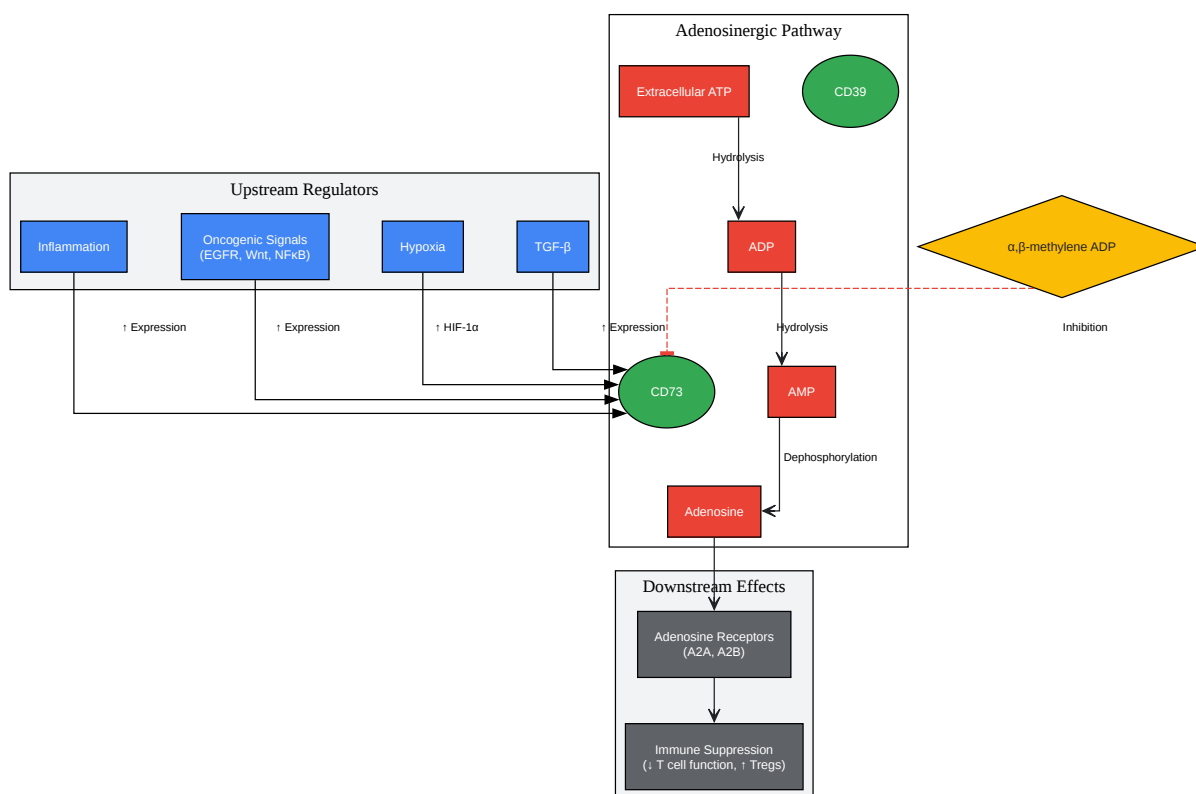 Adenosinergic Pathway
Extracellular ATP
CD39
Hydrolysis
Upstream Regulators
Inflammation
Oncogenic Signals
(EGFR, Wnt, NFκB)
Hypoxia
TGF-β
ADP
α,β-methylene ADP
↑ Expression
↑ Expression
↑ HIF-1α
↑ Expression
Hydrolysis
Inhibition
CD73
AMP
Dephosphorylation
Adenosine
Downstream Effects
Adenosine Receptors
(A2A, A2B)
Immune Suppression
(↓ T cell function, ↑ Tregs)